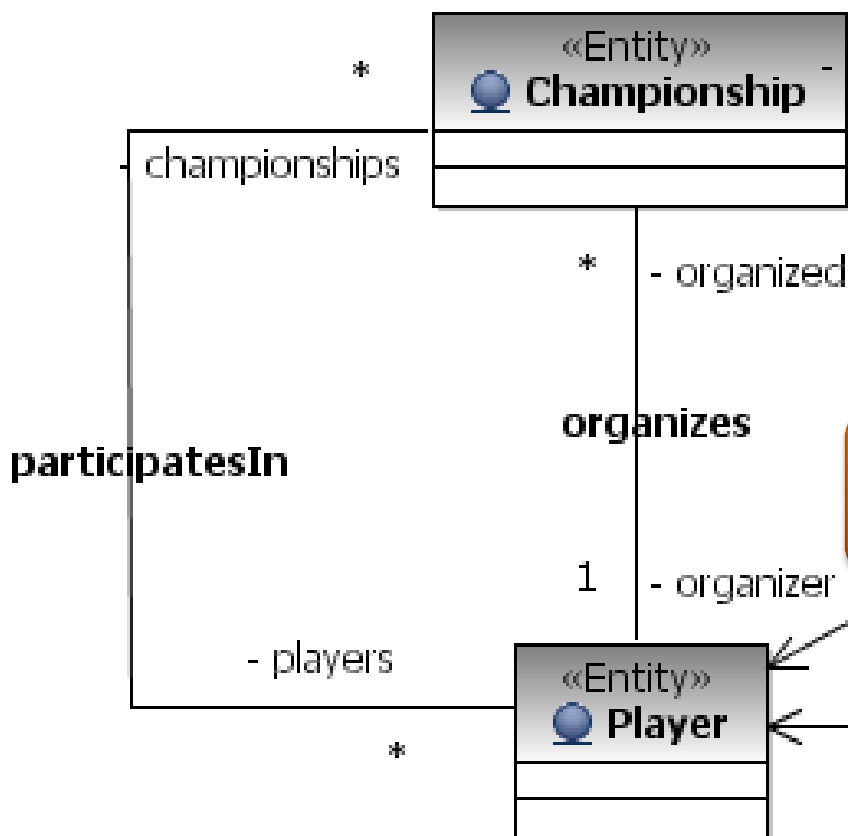 «Entity»
Championship
-
*
- championships
*
- organized
organizes
participatesIn
1
- organizer
- players
*
«Entity»
Player